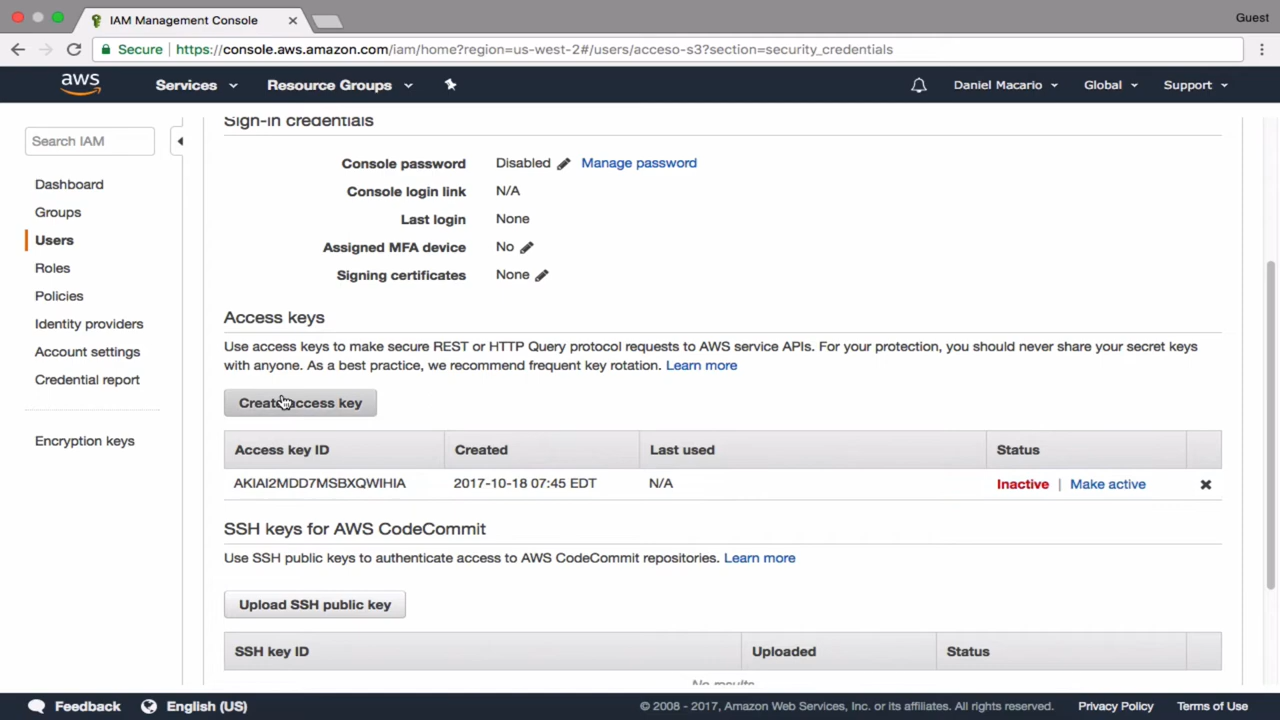 IAM Management Console
Guest
Secure https://console.aws.amazon.com/iam/home?region=us-west-2#/users/acceso-s3?section=security_credentials
aws Services Resource Groups Daniel Macario Global Support
Search IAM
Dashboard
Groups
Users
Roles
Policies
Identity providers
Account settings
Credential report
Encryption keys
Sign-in credentials
Console password Disabled Manage password
Console login link N/A
Last login None
Assigned MFA device No
Signing certificates None
Access keys
Use access keys to make secure REST or HTTP Query protocol requests to AWS service APIs. For your protection, you should never share your secret keys
with anyone. As a best practice, we recommend frequent key rotation. Learn more
Create access key
Access key ID Created Last used Status
AKIAI2MDD7MSBXQWIHIA 2017-10-18 07:45 EDT N/A Inactive | Make active
SSH keys for AWS CodeCommit
Use SSH public keys to authenticate access to AWS CodeCommit repositories. Learn more
Upload SSH public key
SSH key ID Uploaded Status
No results
Feedback English (US) © 2008 - 2017, Amazon Web Services, Inc. or its affiliates. All rights reserved. Privacy Policy Terms of Use